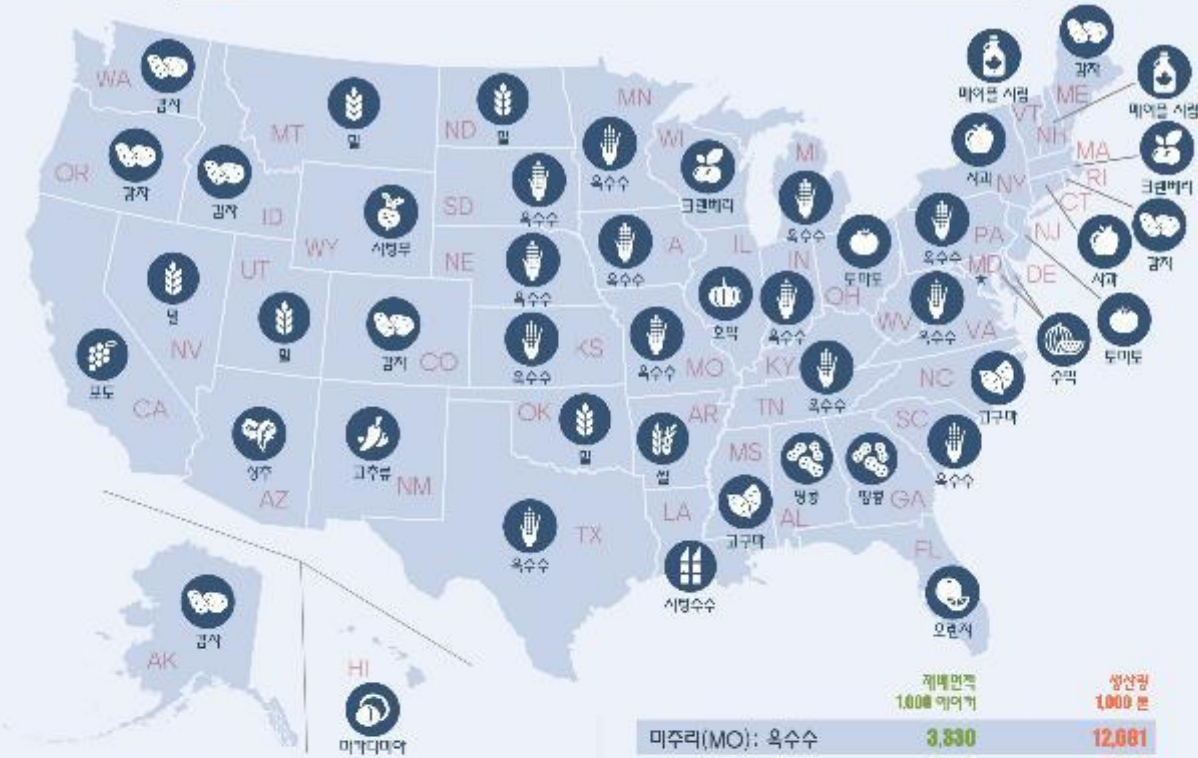 WA
감자
MT
밀
ND
밀
MN
옥수수
WI
크랜베리
MI
옥수수
메이플 시럽
감자
ME
메이플 시럽
VT
NH
사과
NY
MA
크랜베리
RI
CT
감자
사과
OR
감자
감자
ID
WY
사탕무
SD
옥수수
NE
옥수수
옥수수
IL
호박
IN
옥수수
OH
토마토
PA
옥수수
NJ
MD
DE
토마토
수박
NV
밀
UT
밀
CO
감자
KS
옥수수
MO
옥수수
KY
WV
옥수수
VA
CA
포도
TN
옥수수
NC
고구마
AZ
상추
NM
고추류
OK
밀
AR
쌀
MS
고구마
AL
땅콩
GA
땅콩
SC
옥수수
TX
옥수수
LA
사탕수수
FL
오렌지
AK
감자
HI
마카다미아
재배면적
생산량
1,000 에이커
1,000 톤
미주리(MO): 옥수수
3,330